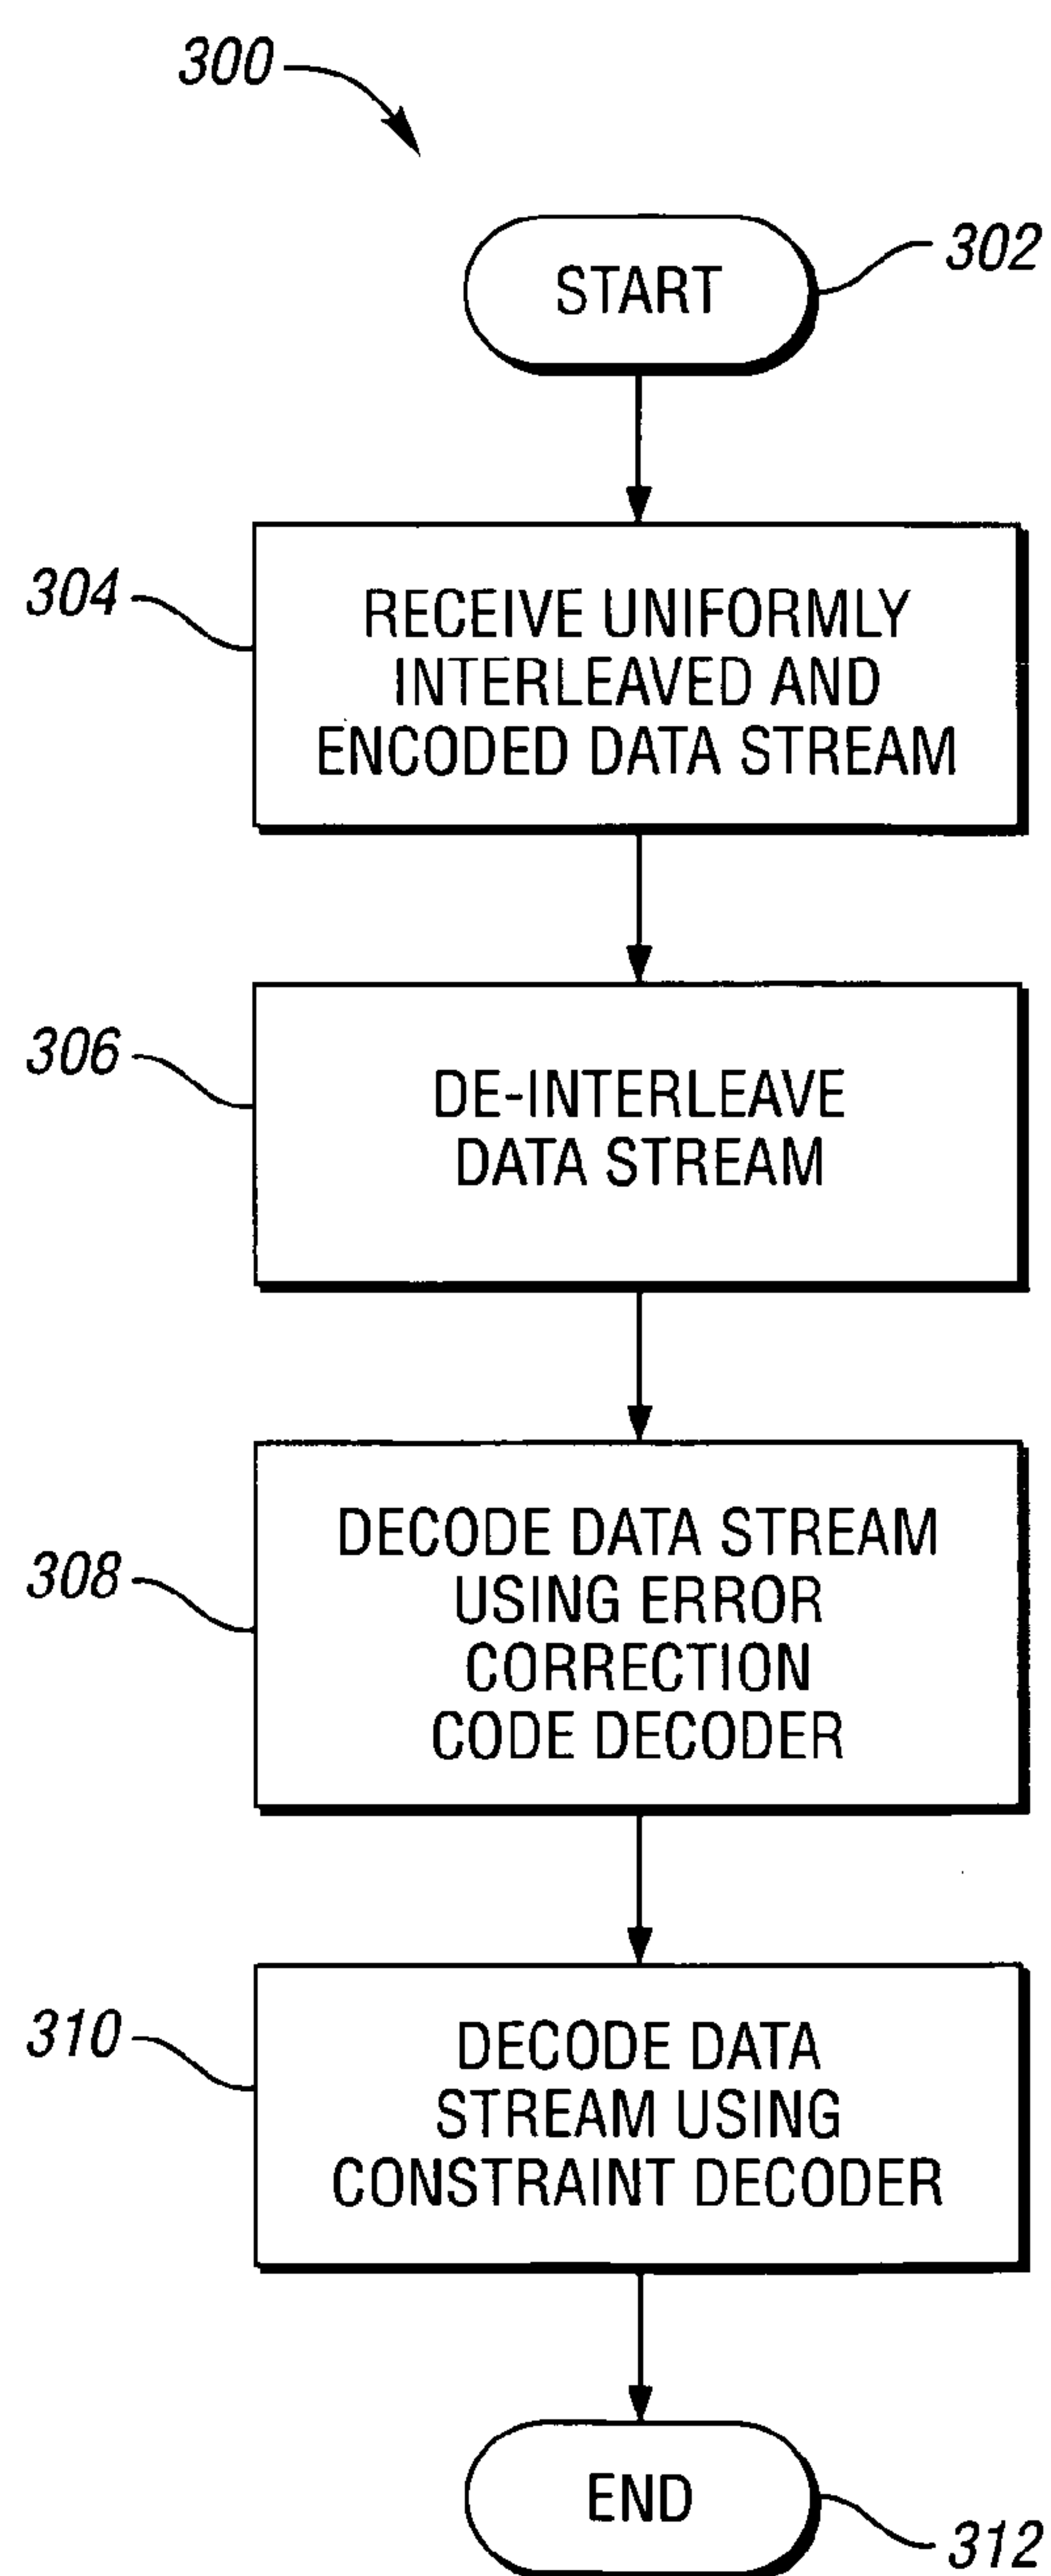 300
START
302
304
RECEIVE UNIFORMLY
INTERLEAVED AND
ENCODED DATA STREAM
306
DE-INTERLEAVE
DATA STREAM
308
DECODE DATA STREAM
USING ERROR
CORRECTION
CODE DECODER
310
DECODE DATA
STREAM USING
CONSTRAINT DECODER
END
312